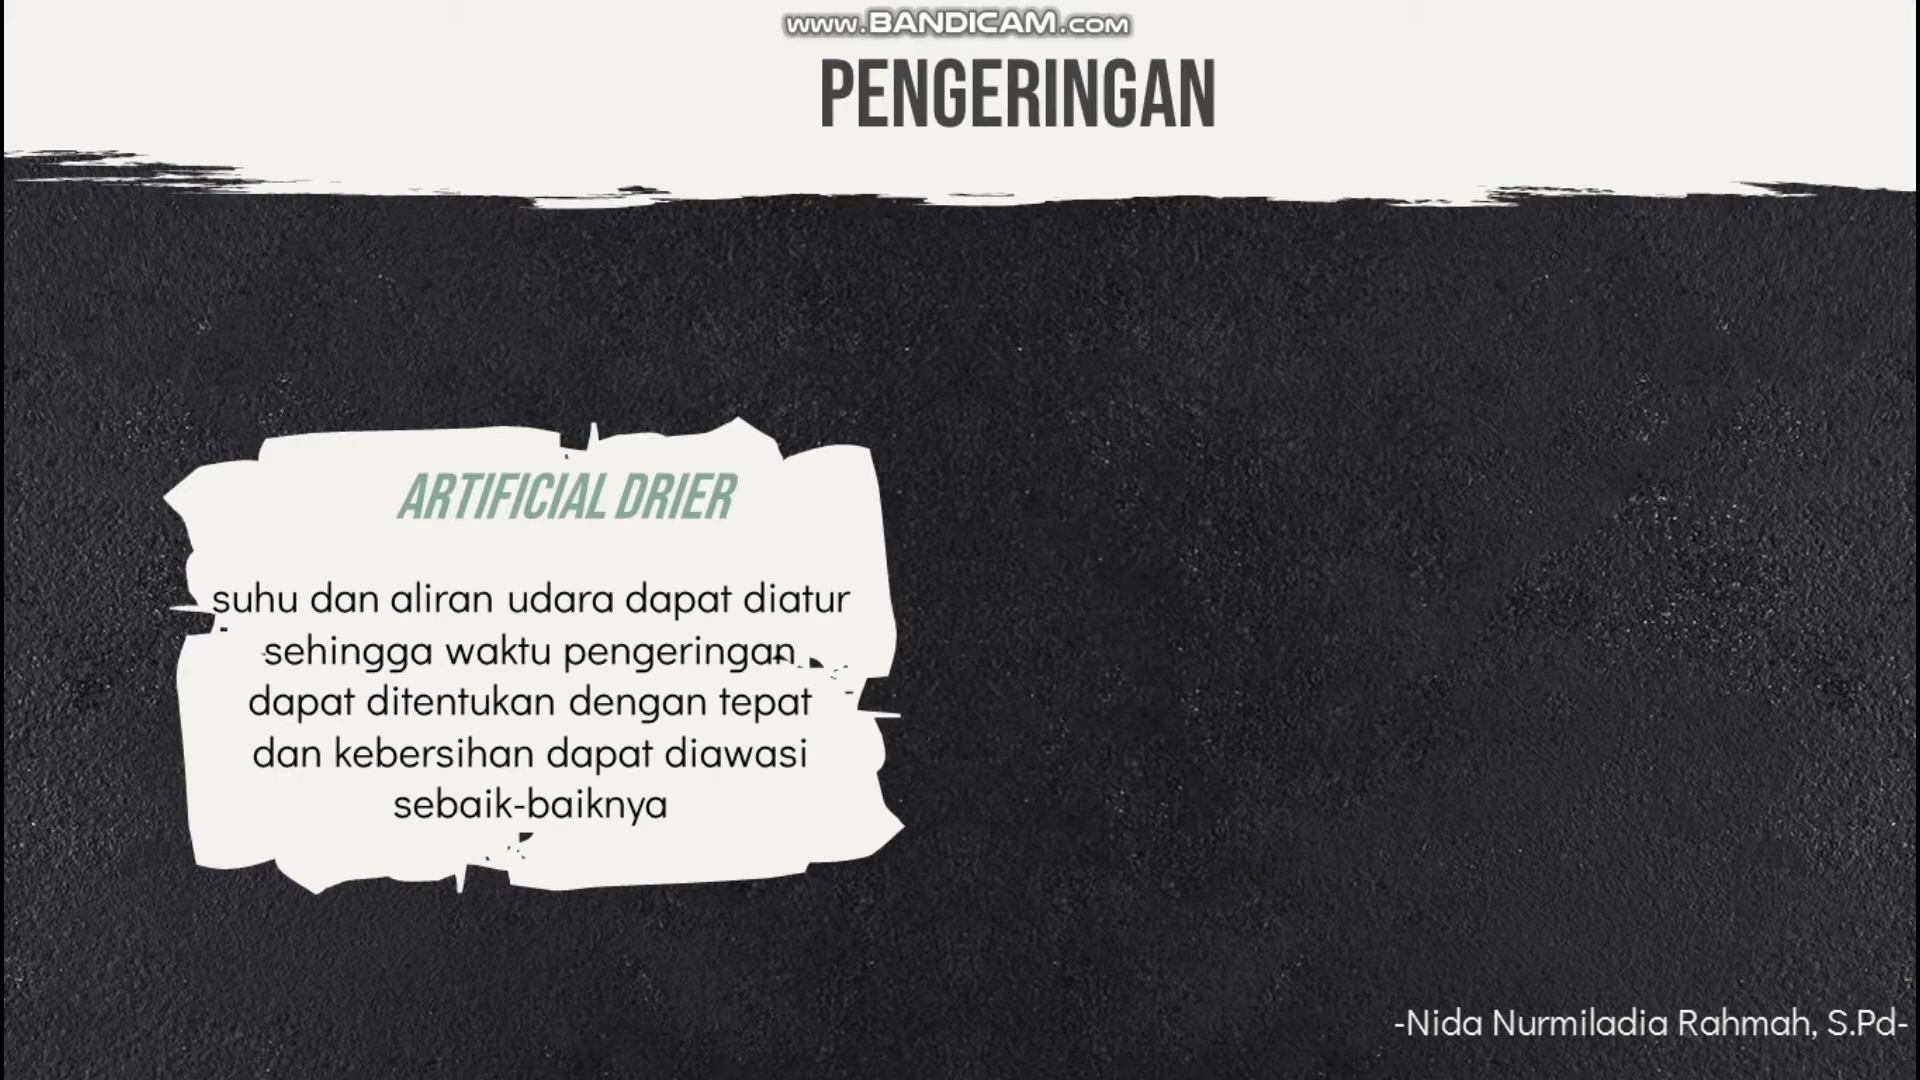 www.BANDICAM.com
PENGERINGAN
ARTIFICIAL DRIER
suhu dan aliran udara dapat diatur
sehingga waktu pengeringan
dapat ditentukan dengan tepat
dan kebersihan dapat diawasi
sebaik-baiknya
-Nida Nurmiladia Rahmah, S.Pd-